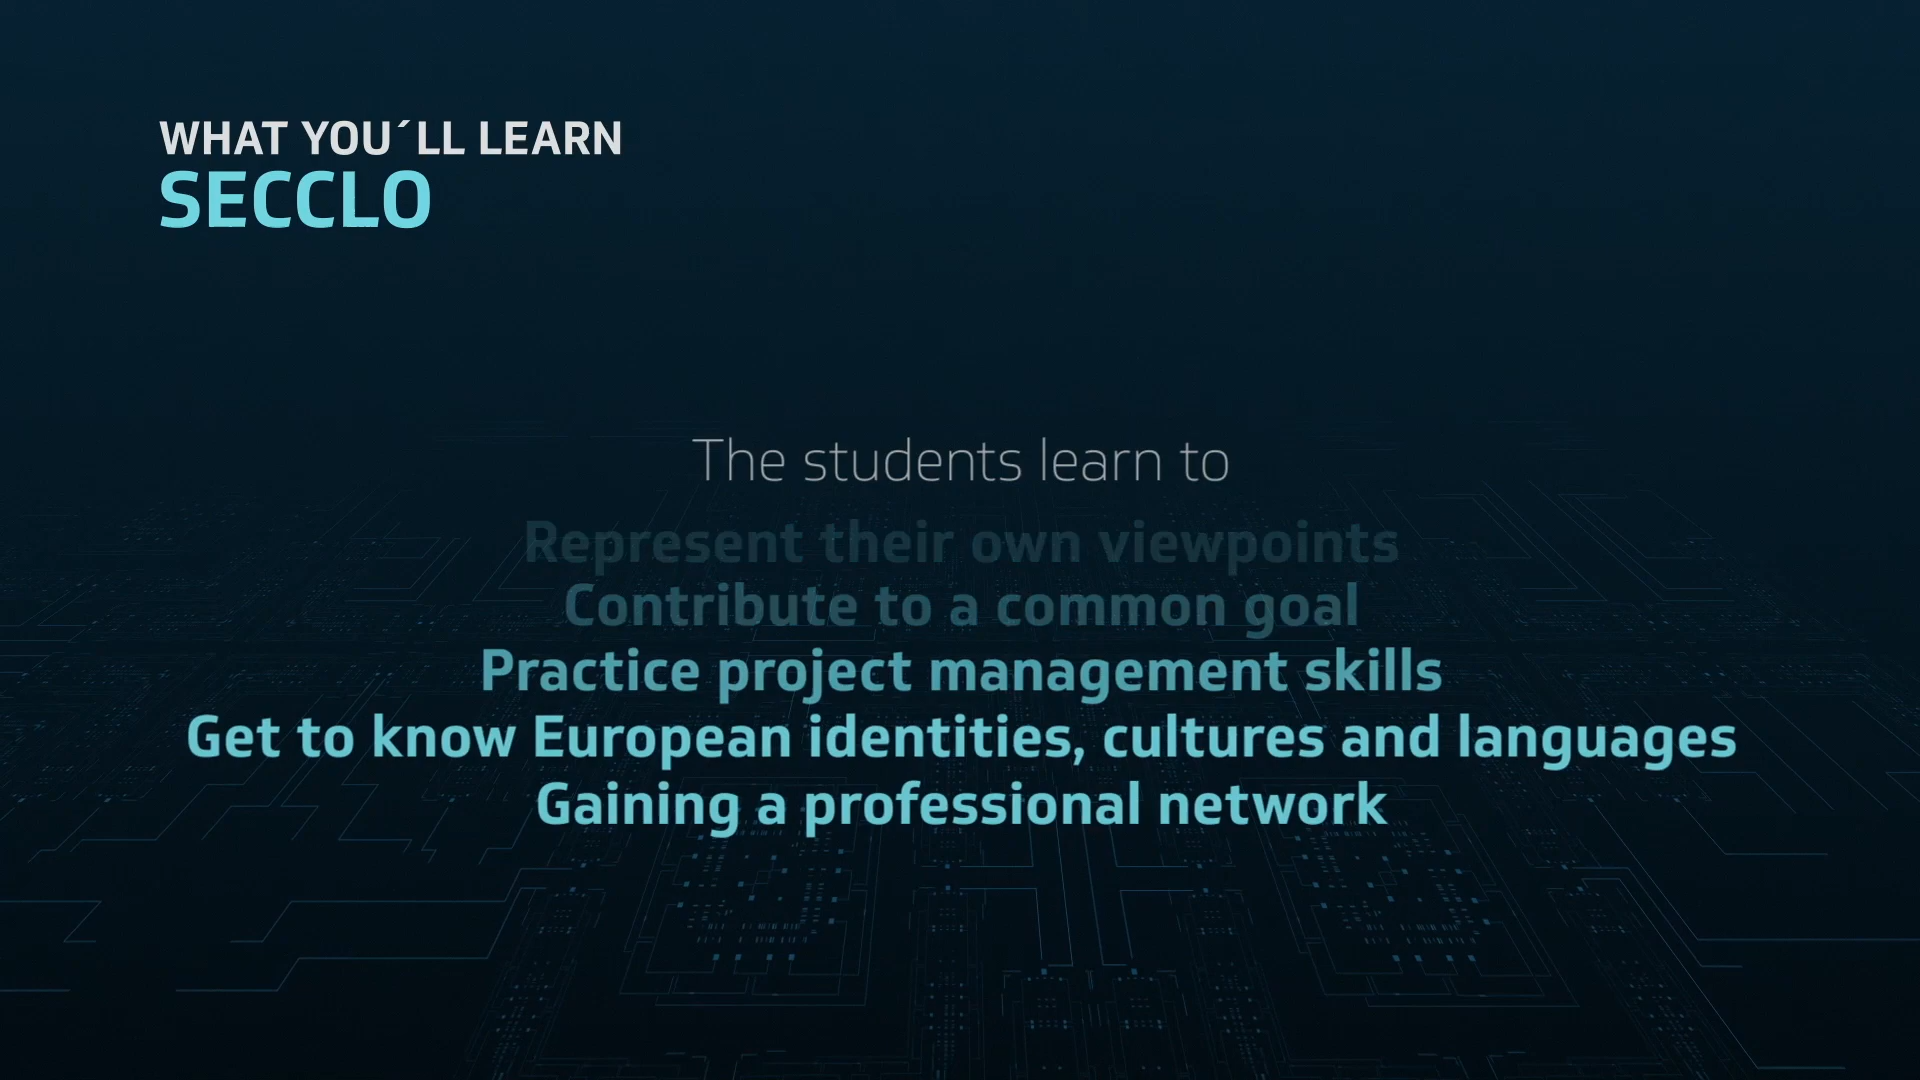 WHAT YOU´LL LEARN
SECCLO
The students learn to
Represent their own viewpoints
Contribute to a common goal
Practice project management skills
Get to know European identities, cultures and languages
Gaining a professional network